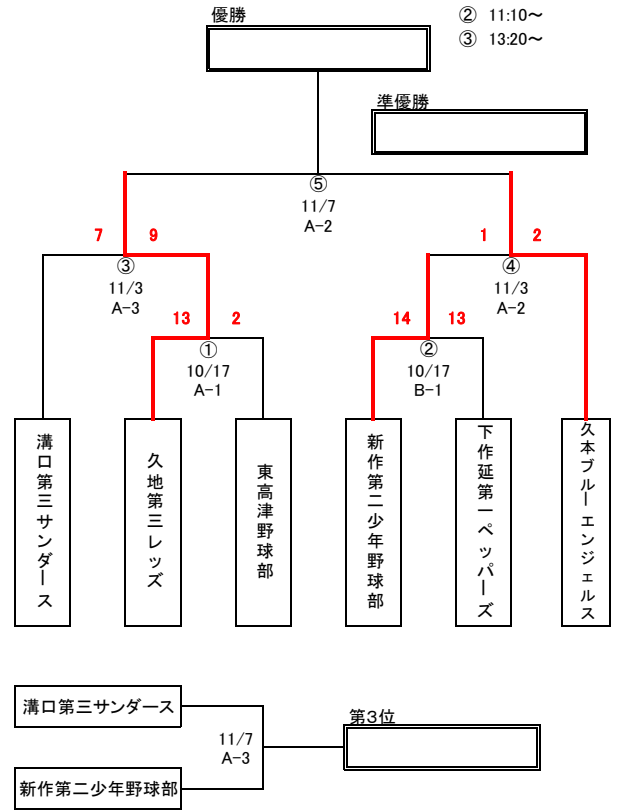 優勝
② 11:10～
③ 13:20～
準優勝
⑤
11/7
A-2
7 9
1 2
③
11/3
A-3
④
11/3
A-2
13 2
14 13
①
10/17
A-1
②
10/17
B-1
溝口第三サンダース
久地第三レッズ
東高津野球部
新作第二少年野球部
下作延第一ペッパーズ
久本ブルーエンジェルス
溝口第三サンダース
11/7
A-3
第3位
新作第二少年野球部